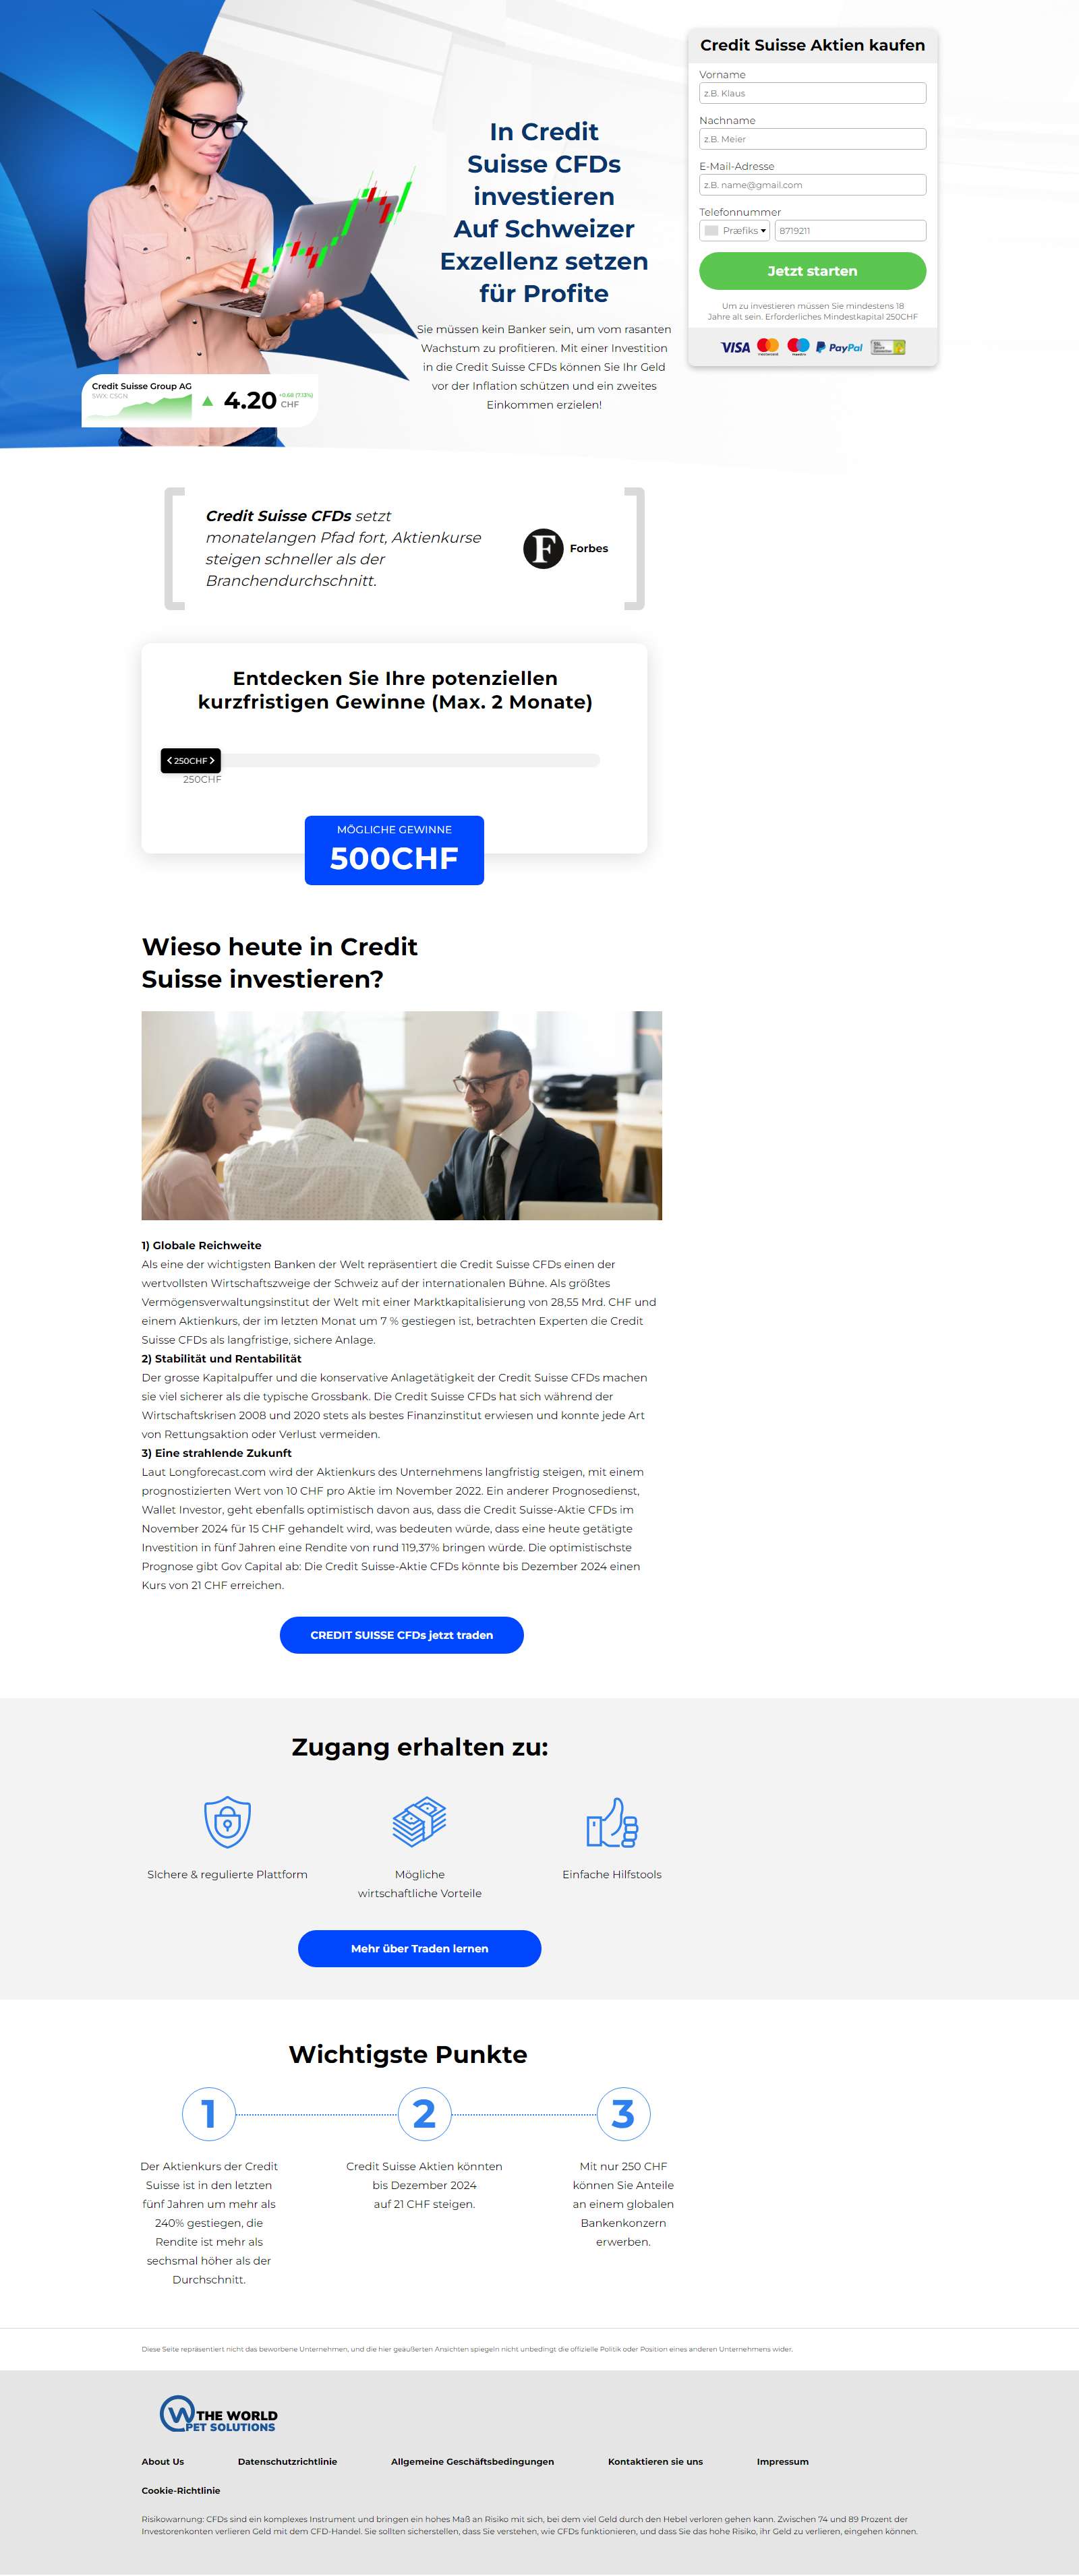 In Credit
Suisse CFDs
investieren
Auf Schweizer
Exzellenz setzen
für Profite
Sie müssen kein Banker sein, um vom rasanten
Wachstum zu profitieren. Mit einer Investition
in die Credit Suisse CFDs können Sie Ihr Geld
vor der Inflation schützen und ein zweites
Einkommen erzielen!
Credit Suisse Group AG
SWX: CSGN
4.20
+0.68 (7.13%)
CHF
Credit Suisse Aktien kaufen
Vorname
z.B. Klaus
Nachname
z.B. Meier
E-Mail-Adresse
z.B. name@gmail.com
Telefonnummer
Præfiks
8719211
Jetzt starten
Um zu investieren müssen Sie mindestens 18
Jahre alt sein. Erforderliches Mindestkapital 250CHF
VISA
PayPal
Credit Suisse CFDs setzt
monatelangen Pfad fort, Aktienkurse
steigen schneller als der
Branchendurchschnitt.
F Forbes
Entdecken Sie Ihre potenziellen
kurzfristigen Gewinne (Max. 2 Monate)
250CHF
250CHF
MÖGLICHE GEWINNE
500CHF
Wieso heute in Credit
Suisse investieren?
1) Globale Reichweite
Als eine der wichtigsten Banken der Welt repräsentiert die Credit Suisse CFDs einen der
wertvollsten Wirtschaftszweige der Schweiz auf der internationalen Bühne. Als größtes
Vermögensverwaltungsinstitut der Welt mit einer Marktkapitalisierung von 28,55 Mrd. CHF und
einem Aktienkurs, der im letzten Monat um 7 % gestiegen ist, betrachten Experten die Credit
Suisse CFDs als langfristige, sichere Anlage.
2) Stabilität und Rentabilität
Der grosse Kapitalpuffer und die konservative Anlagetätigkeit der Credit Suisse CFDs machen
sie viel sicherer als die typische Grossbank. Die Credit Suisse CFDs hat sich während der
Wirtschaftskrisen 2008 und 2020 stets als bestes Finanzinstitut erwiesen und konnte jede Art
von Rettungsaktion oder Verlust vermeiden.
3) Eine strahlende Zukunft
Laut Longforecast.com wird der Aktienkurs des Unternehmens langfristig steigen, mit einem
prognostizierten Wert von 10 CHF pro Aktie im November 2022. Ein anderer Prognosedienst,
Wallet Investor, geht ebenfalls optimistisch davon aus, dass die Credit Suisse-Aktie CFDs im
November 2024 für 15 CHF gehandelt wird, was bedeuten würde, dass eine heute getätigte
Investition in fünf Jahren eine Rendite von rund 119,37% bringen würde. Die optimistischste
Prognose gibt Gov Capital ab: Die Credit Suisse-Aktie CFDs könnte bis Dezember 2024 einen
Kurs von 21 CHF erreichen.
CREDIT SUISSE CFDs jetzt traden
Zugang erhalten zu:
SIchere & regulierte Plattform
Mögliche
wirtschaftliche Vorteile
Einfache Hilfstools
Mehr über Traden lernen
Wichtigste Punkte
1
2
3
Der Aktienkurs der Credit
Suisse ist in den letzten
fünf Jahren um mehr als
240% gestiegen, die
Rendite ist mehr als
sechsmal höher als der
Durchschnitt.
Credit Suisse Aktien könnten
bis Dezember 2024
auf 21 CHF steigen.
Mit nur 250 CHF
können Sie Anteile
an einem globalen
Bankenkonzern
erwerben.
Diese Seite repräsentiert nicht das beworbene Unternehmen, und die hier geäußerten Ansichten spiegeln nicht unbedingt die offizielle Politik oder Position eines anderen Unternehmens wider.
W THE WORLD
PET SOLUTIONS
About Us
Datenschutzrichtlinie
Allgemeine Geschäftsbedingungen
Kontaktieren sie uns
Impressum
Cookie-Richtlinie
Risikowarnung: CFDs sind ein komplexes Instrument und bringen ein hohes Maß an Risiko mit sich, bei dem viel Geld durch den Hebel verloren gehen kann. Zwischen 74 und 89 Prozent der
Investorenkonten verlieren Geld mit dem CFD-Handel. Sie sollten sicherstellen, dass Sie verstehen, wie CFDs funktionieren, und dass Sie das hohe Risiko, ihr Geld zu verlieren, eingehen können.